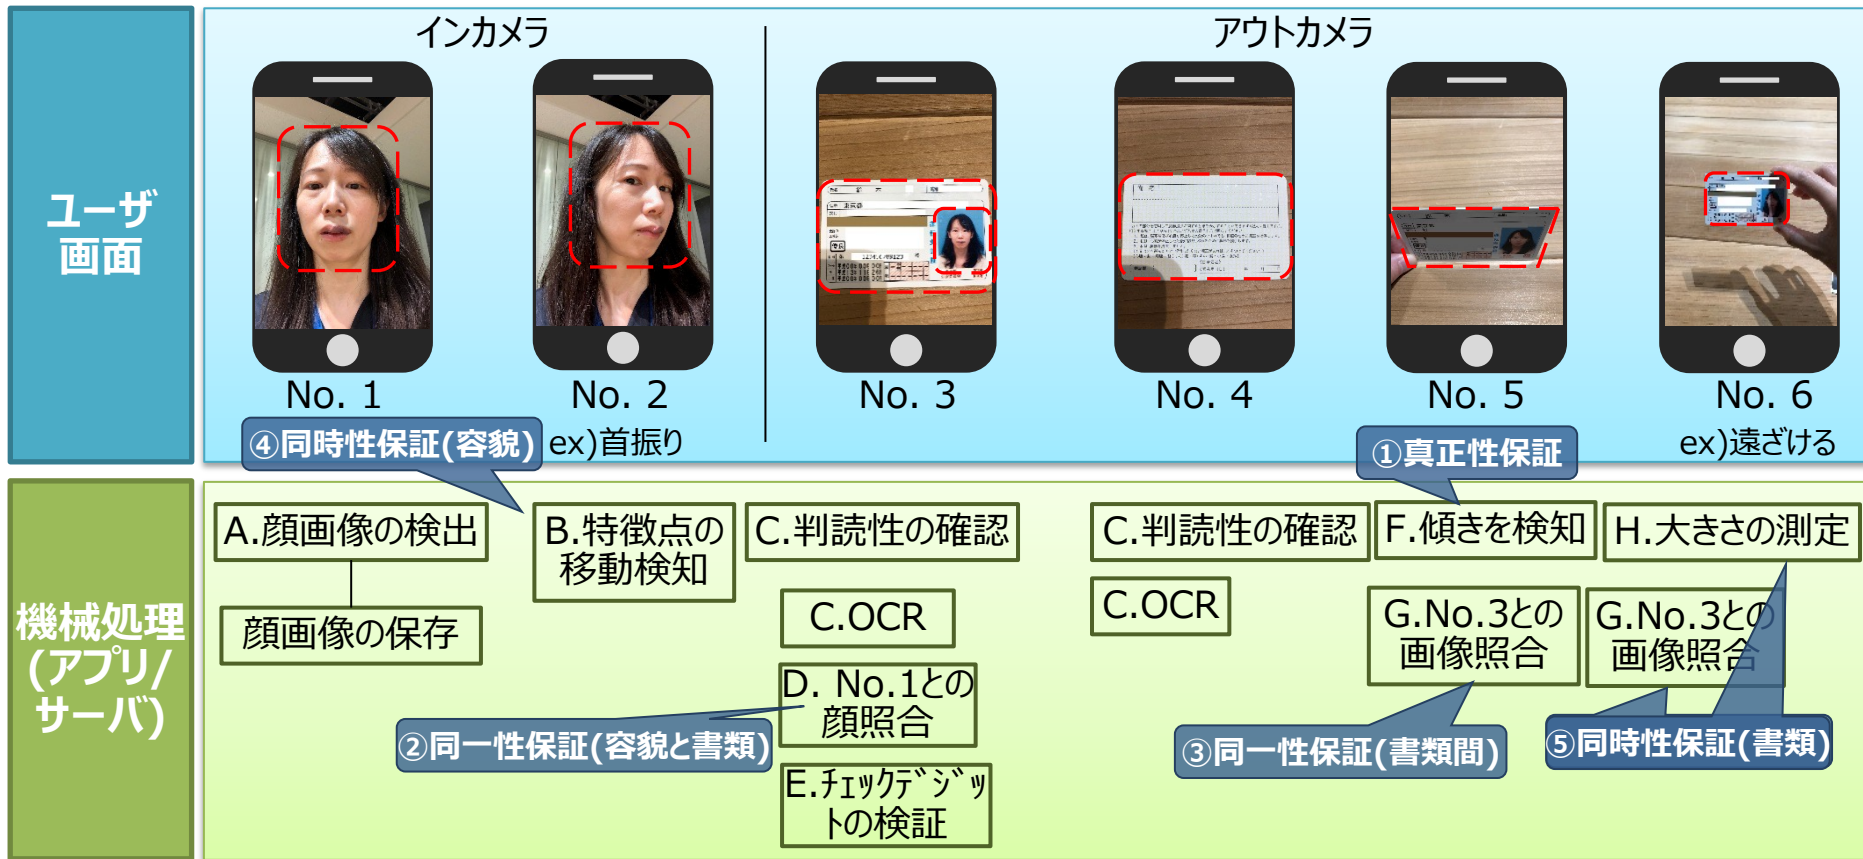 ユーザ
画面
インカメラ
アウトカメラ
東京都
優良
No. 1
No. 2
No. 3
No. 4
No. 5
No. 6
④同時性保証(容貌)
ex)首振り
①真正性保証
ex)遠ざける
機械処理
(アプリ/
サーバ)
A.顔画像の検出
顔画像の保存
B.特徴点の
移動検知
C.判読性の確認
C.OCR
D. No.1との
顔照合
E.ﾁｪｯｸﾃﾞｼﾞｯ
ﾄの検証
②同一性保証(容貌と書類)
C.判読性の確認
C.OCR
F.傾きを検知
G.No.3との
画像照合
③同一性保証(書類間)
H.大きさの測定
G.No.3との
画像照合
⑤同時性保証(書類)